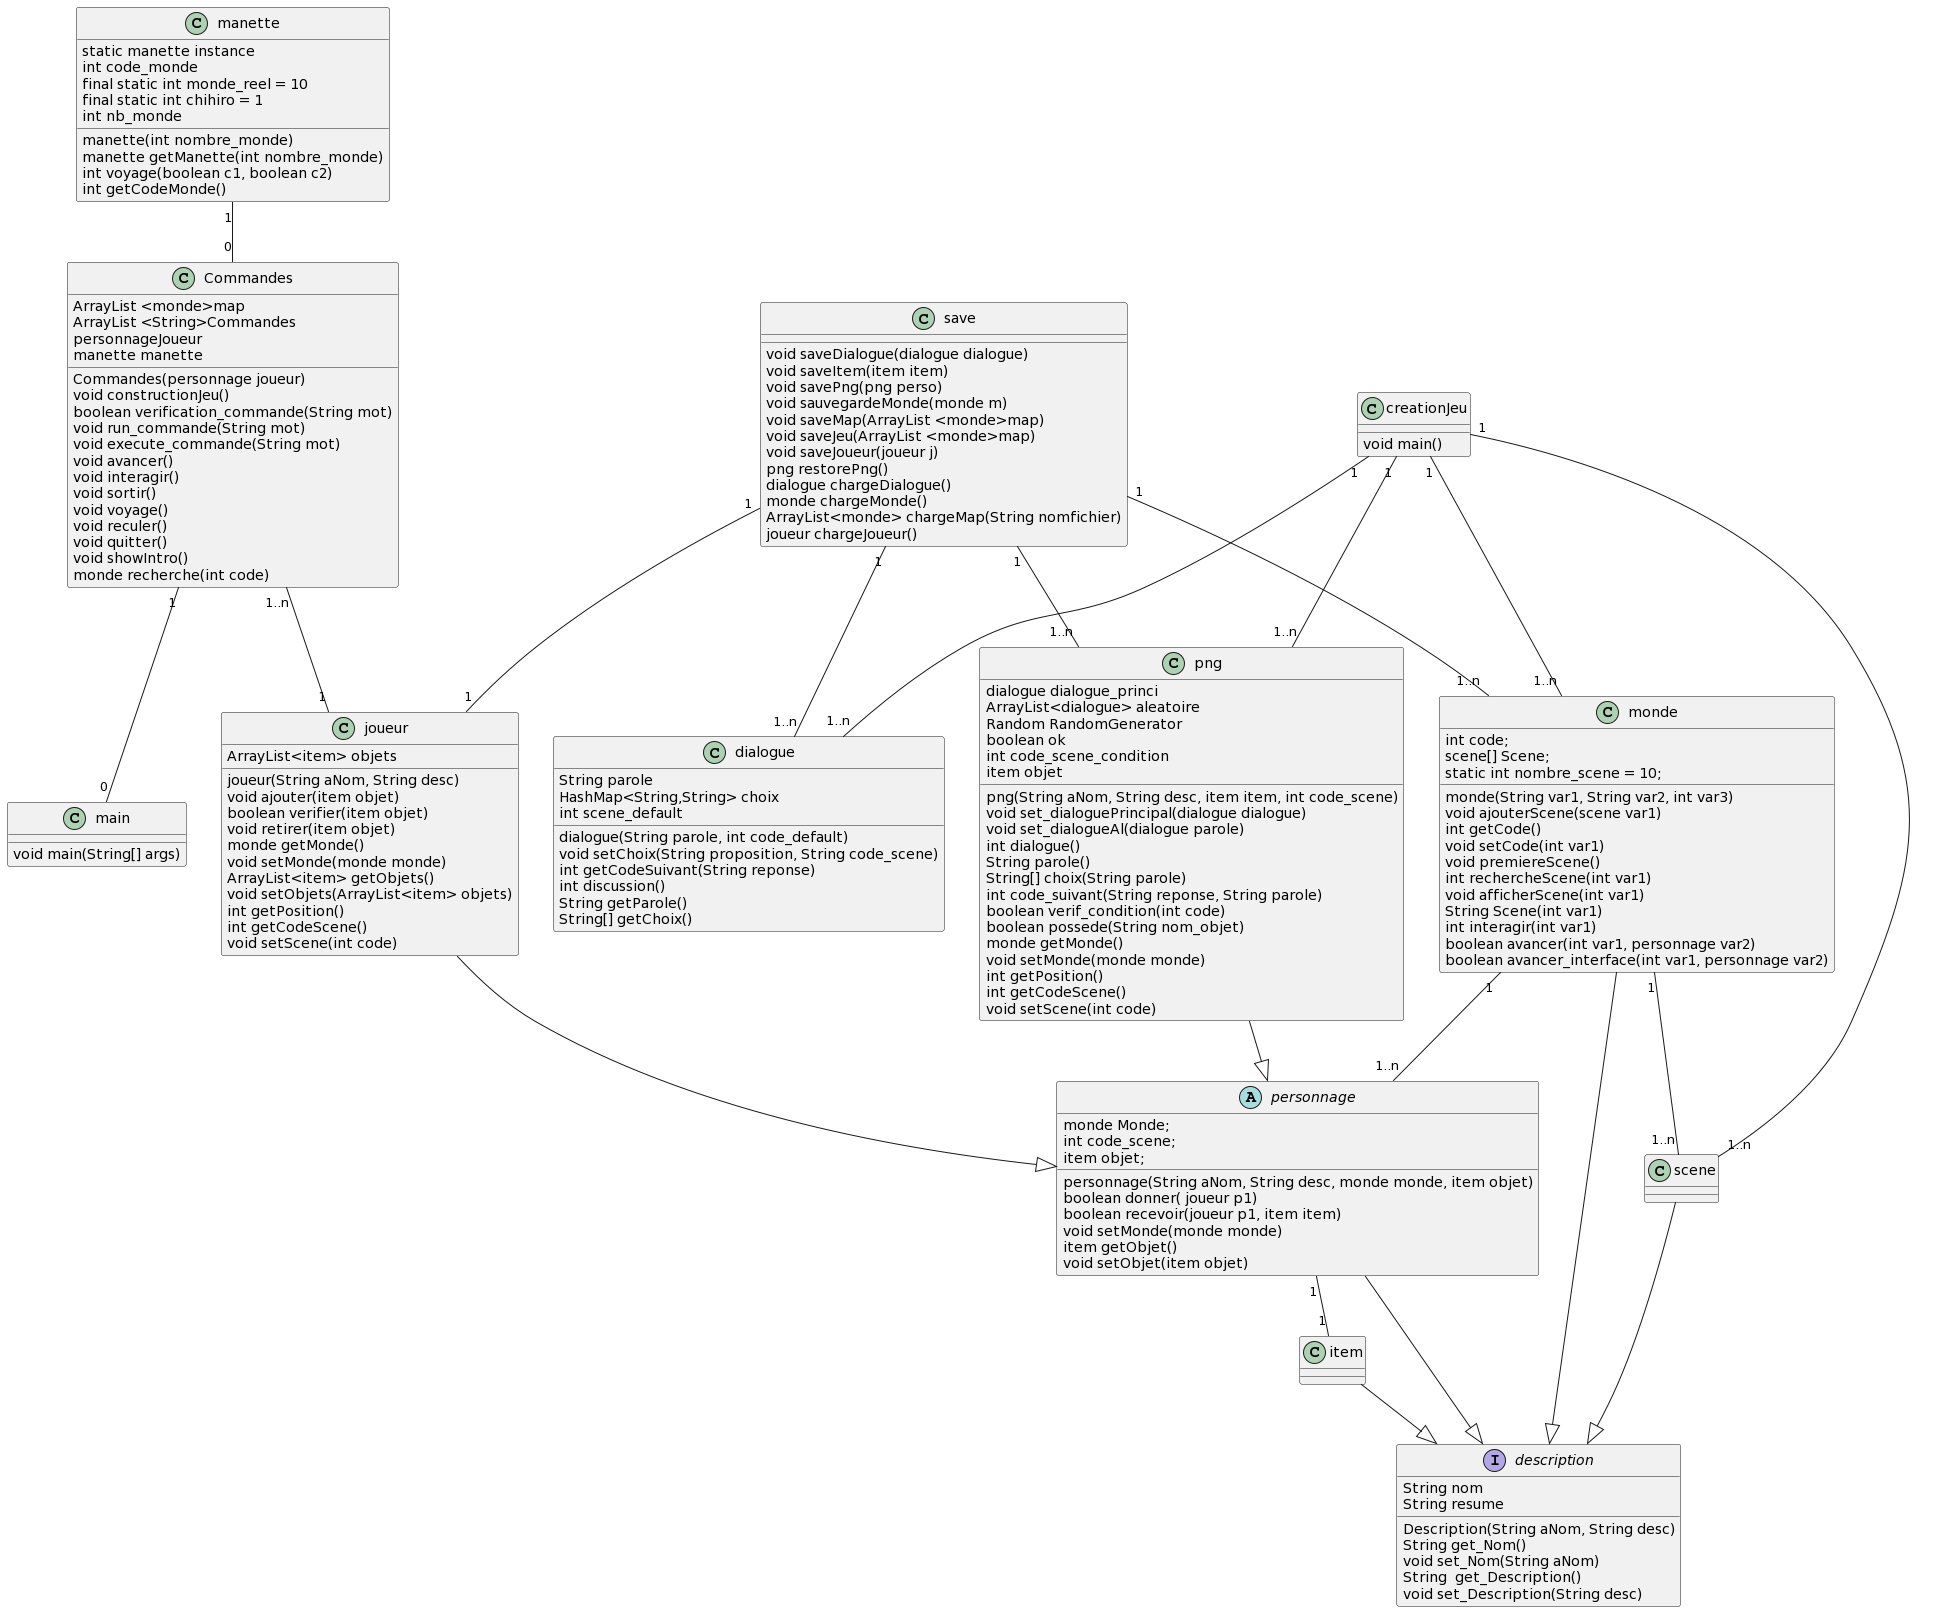 C manette
static manette instance
int code_monde
final static int monde_reel = 10
final static int chihiro = 1
int nb_monde
manette(int nombre_monde)
manette getManette(int nombre_monde)
int voyage(boolean c1, boolean c2)
int getCodeMonde()
1
0
C Commandes
ArrayList <monde>map
ArrayList <String>Commandes
personnageJoueur
manette manette
Commandes(personnage joueur)
void constructionJeu()
boolean verification_commande(String mot)
void run_commande(String mot)
void execute_commande(String mot)
void avancer()
void interagir()
void sortir()
void voyage()
void reculer()
void quitter()
void showIntro()
monde recherche(int code)
1
1..n
C save
void saveDialogue(dialogue dialogue)
void saveItem(item item)
void savePng(png perso)
void sauvegardeMonde(monde m)
void saveMap(ArrayList <monde>map)
void saveJeu(ArrayList <monde>map)
void saveJoueur(joueur j)
png restorePng()
dialogue chargeDialogue()
monde chargeMonde()
ArrayList<monde> chargeMap(String nomfichier)
joueur chargeJoueur()
1
1
1
1
C creationJeu
void main()
1
1
1
1
0
C main
void main(String[] args)
1
1
C joueur
ArrayList<item> objets
joueur(String aNom, String desc)
void ajouter(item objet)
boolean verifier(item objet)
void retirer(item objet)
monde getMonde()
void setMonde(monde monde)
ArrayList<item> getObjets()
void setObjets(ArrayList<item> objets)
int getPosition()
int getCodeScene()
void setScene(int code)
1..n
1..n
C dialogue
String parole
HashMap<String,String> choix
int scene_default
dialogue(String parole, int code_default)
void setChoix(String proposition, String code_scene)
int getCodeSuivant(String reponse)
int discussion()
String getParole()
String[] getChoix()
1..n
1..n
C png
dialogue dialogue_princi
ArrayList<dialogue> aleatoire
Random RandomGenerator
boolean ok
int code_scene_condition
item objet
png(String aNom, String desc, item item, int code_scene)
void set_dialoguePrincipal(dialogue dialogue)
void set_dialogueAl(dialogue parole)
int dialogue()
String parole()
String[] choix(String parole)
int code_suivant(String reponse, String parole)
boolean verif_condition(int code)
boolean possede(String nom_objet)
monde getMonde()
void setMonde(monde monde)
int getPosition()
int getCodeScene()
void setScene(int code)
1..n
1..n
C monde
int code;
scene[] Scene;
static int nombre_scene = 10;
monde(String var1, String var2, int var3)
void ajouterScene(scene var1)
int getCode()
void setCode(int var1)
void premiereScene()
int rechercheScene(int var1)
void afficherScene(int var1)
String Scene(int var1)
int interagir(int var1)
boolean avancer(int var1, personnage var2)
boolean avancer_interface(int var1, personnage var2)
1
1
1..n
A personnage
monde Monde;
int code_scene;
item objet;
personnage(String aNom, String desc, monde monde, item objet)
boolean donner( joueur p1)
boolean recevoir(joueur p1, item item)
void setMonde(monde monde)
item getObjet()
void setObjet(item objet)
1..n
1..n
C scene
1
1
C item
I description
String nom
String resume
Description(String aNom, String desc)
String get_Nom()
void set_Nom(String aNom)
String  get_Description()
void set_Description(String desc)